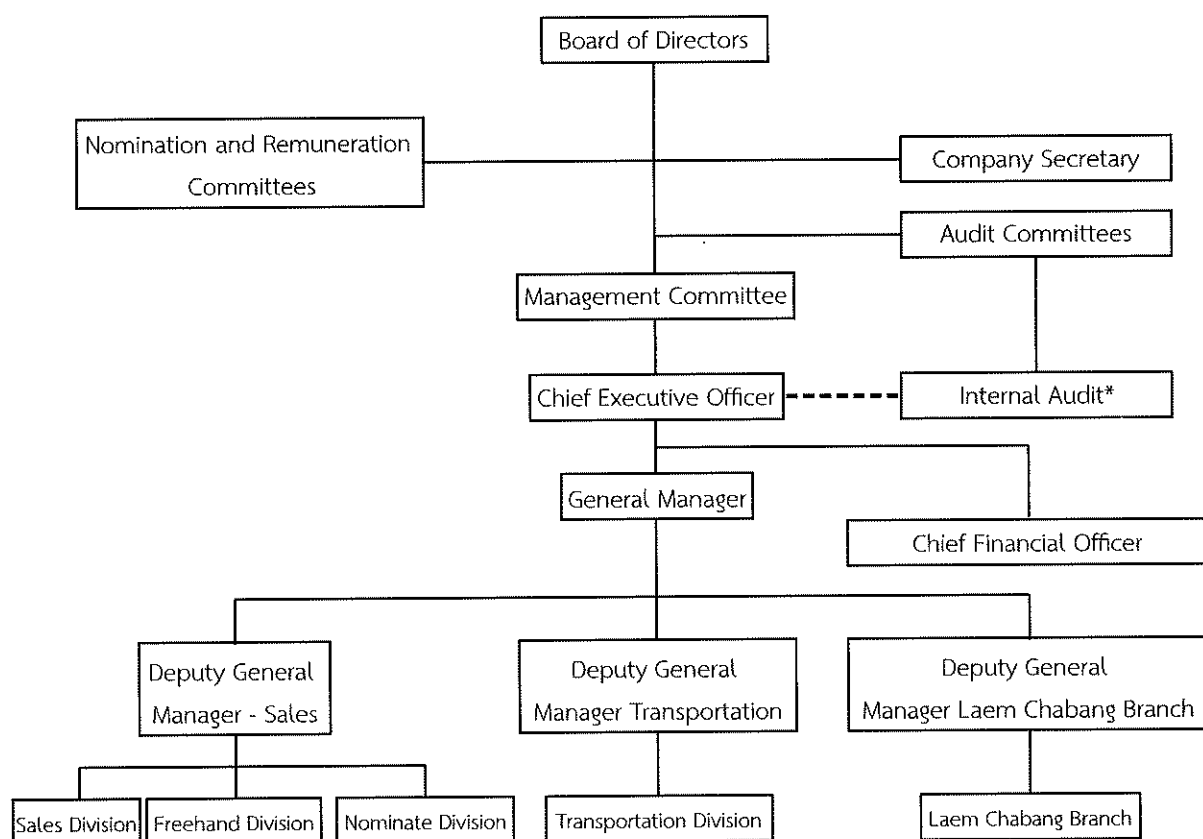 Board of Directors
Nomination and Remuneration
Committees
Company Secretary
Audit Committees
Management Committee
Chief Executive Officer
Internal Audit*
General Manager
Chief Financial Officer
Deputy General
Manager - Sales
Deputy General
Manager Transportation
Deputy General
Manager Laem Chabang Branch
Sales Division
Freehand Division
Nominate Division
Transportation Division
Laem Chabang Branch